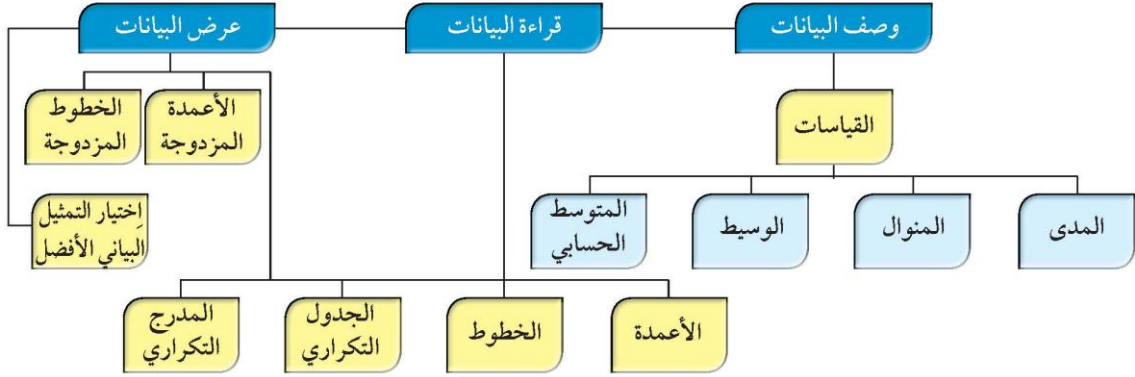 وصف البيانات
قراءة البيانات
عرض البيانات
القياسات
الأعمدة
المزدوجة
الخطوط
المزدوجة
المدى
المنوال
الوسيط
المتوسط
الحسابي
اِختيار التمثيل
البياني الأفضل
الأعمدة
الخطوط
الجدول
التكراري
المدرج
التكراري